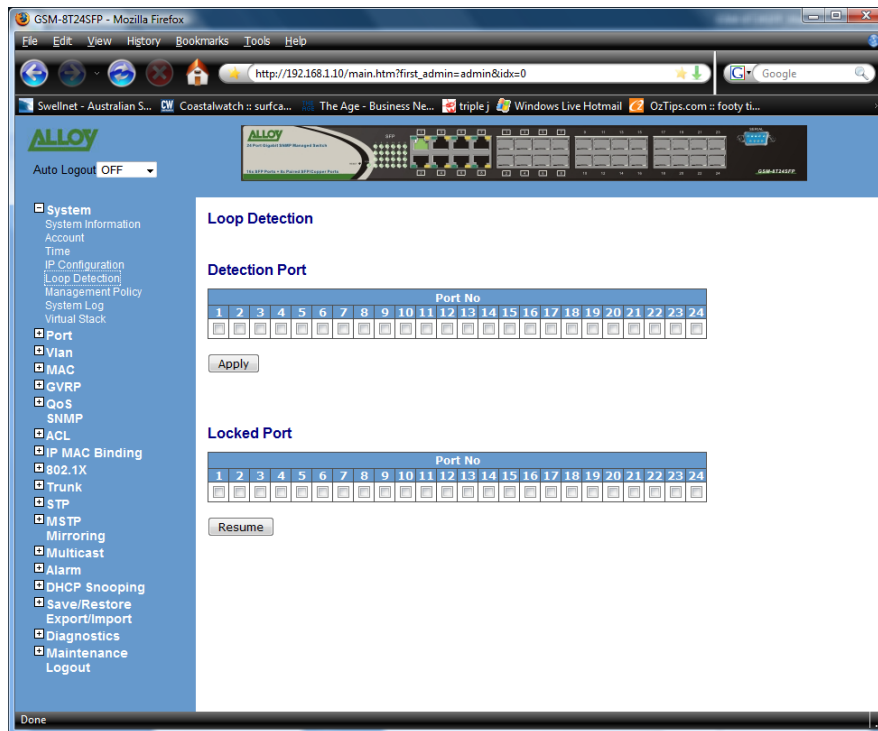 GSM-8T24SFP - Mozilla Firefox
File Edit View History Bookmarks Tools Help
http://192.168.1.10/main.htm?first_admin=admin&idx=0
G Google
Swellnet - Australian S... CW Coastalwatch :: surfca... The Age - Business Ne... triple j Windows Live Hotmail OzTips.com :: footy ti...
ALLOY
Auto Logout OFF
ALLOY
SFP
GSM-8T24SFP
System
System Information
Account
Time
IP Configuration
Loop Detection
Management Policy
System Log
Virtual Stack
Port
Vlan
MAC
GVRP
QoS
SNMP
ACL
IP MAC Binding
802.1X
Trunk
STP
MSTP
Mirroring
Multicast
Alarm
DHCP Snooping
Save/Restore
Export/Import
Diagnostics
Maintenance
Logout
Loop Detection
Detection Port
Port No
1 2 3 4 5 6 7 8 9 10 11 12 13 14 15 16 17 18 19 20 21 22 23 24
Apply
Locked Port
Port No
1 2 3 4 5 6 7 8 9 10 11 12 13 14 15 16 17 18 19 20 21 22 23 24
Resume
Done